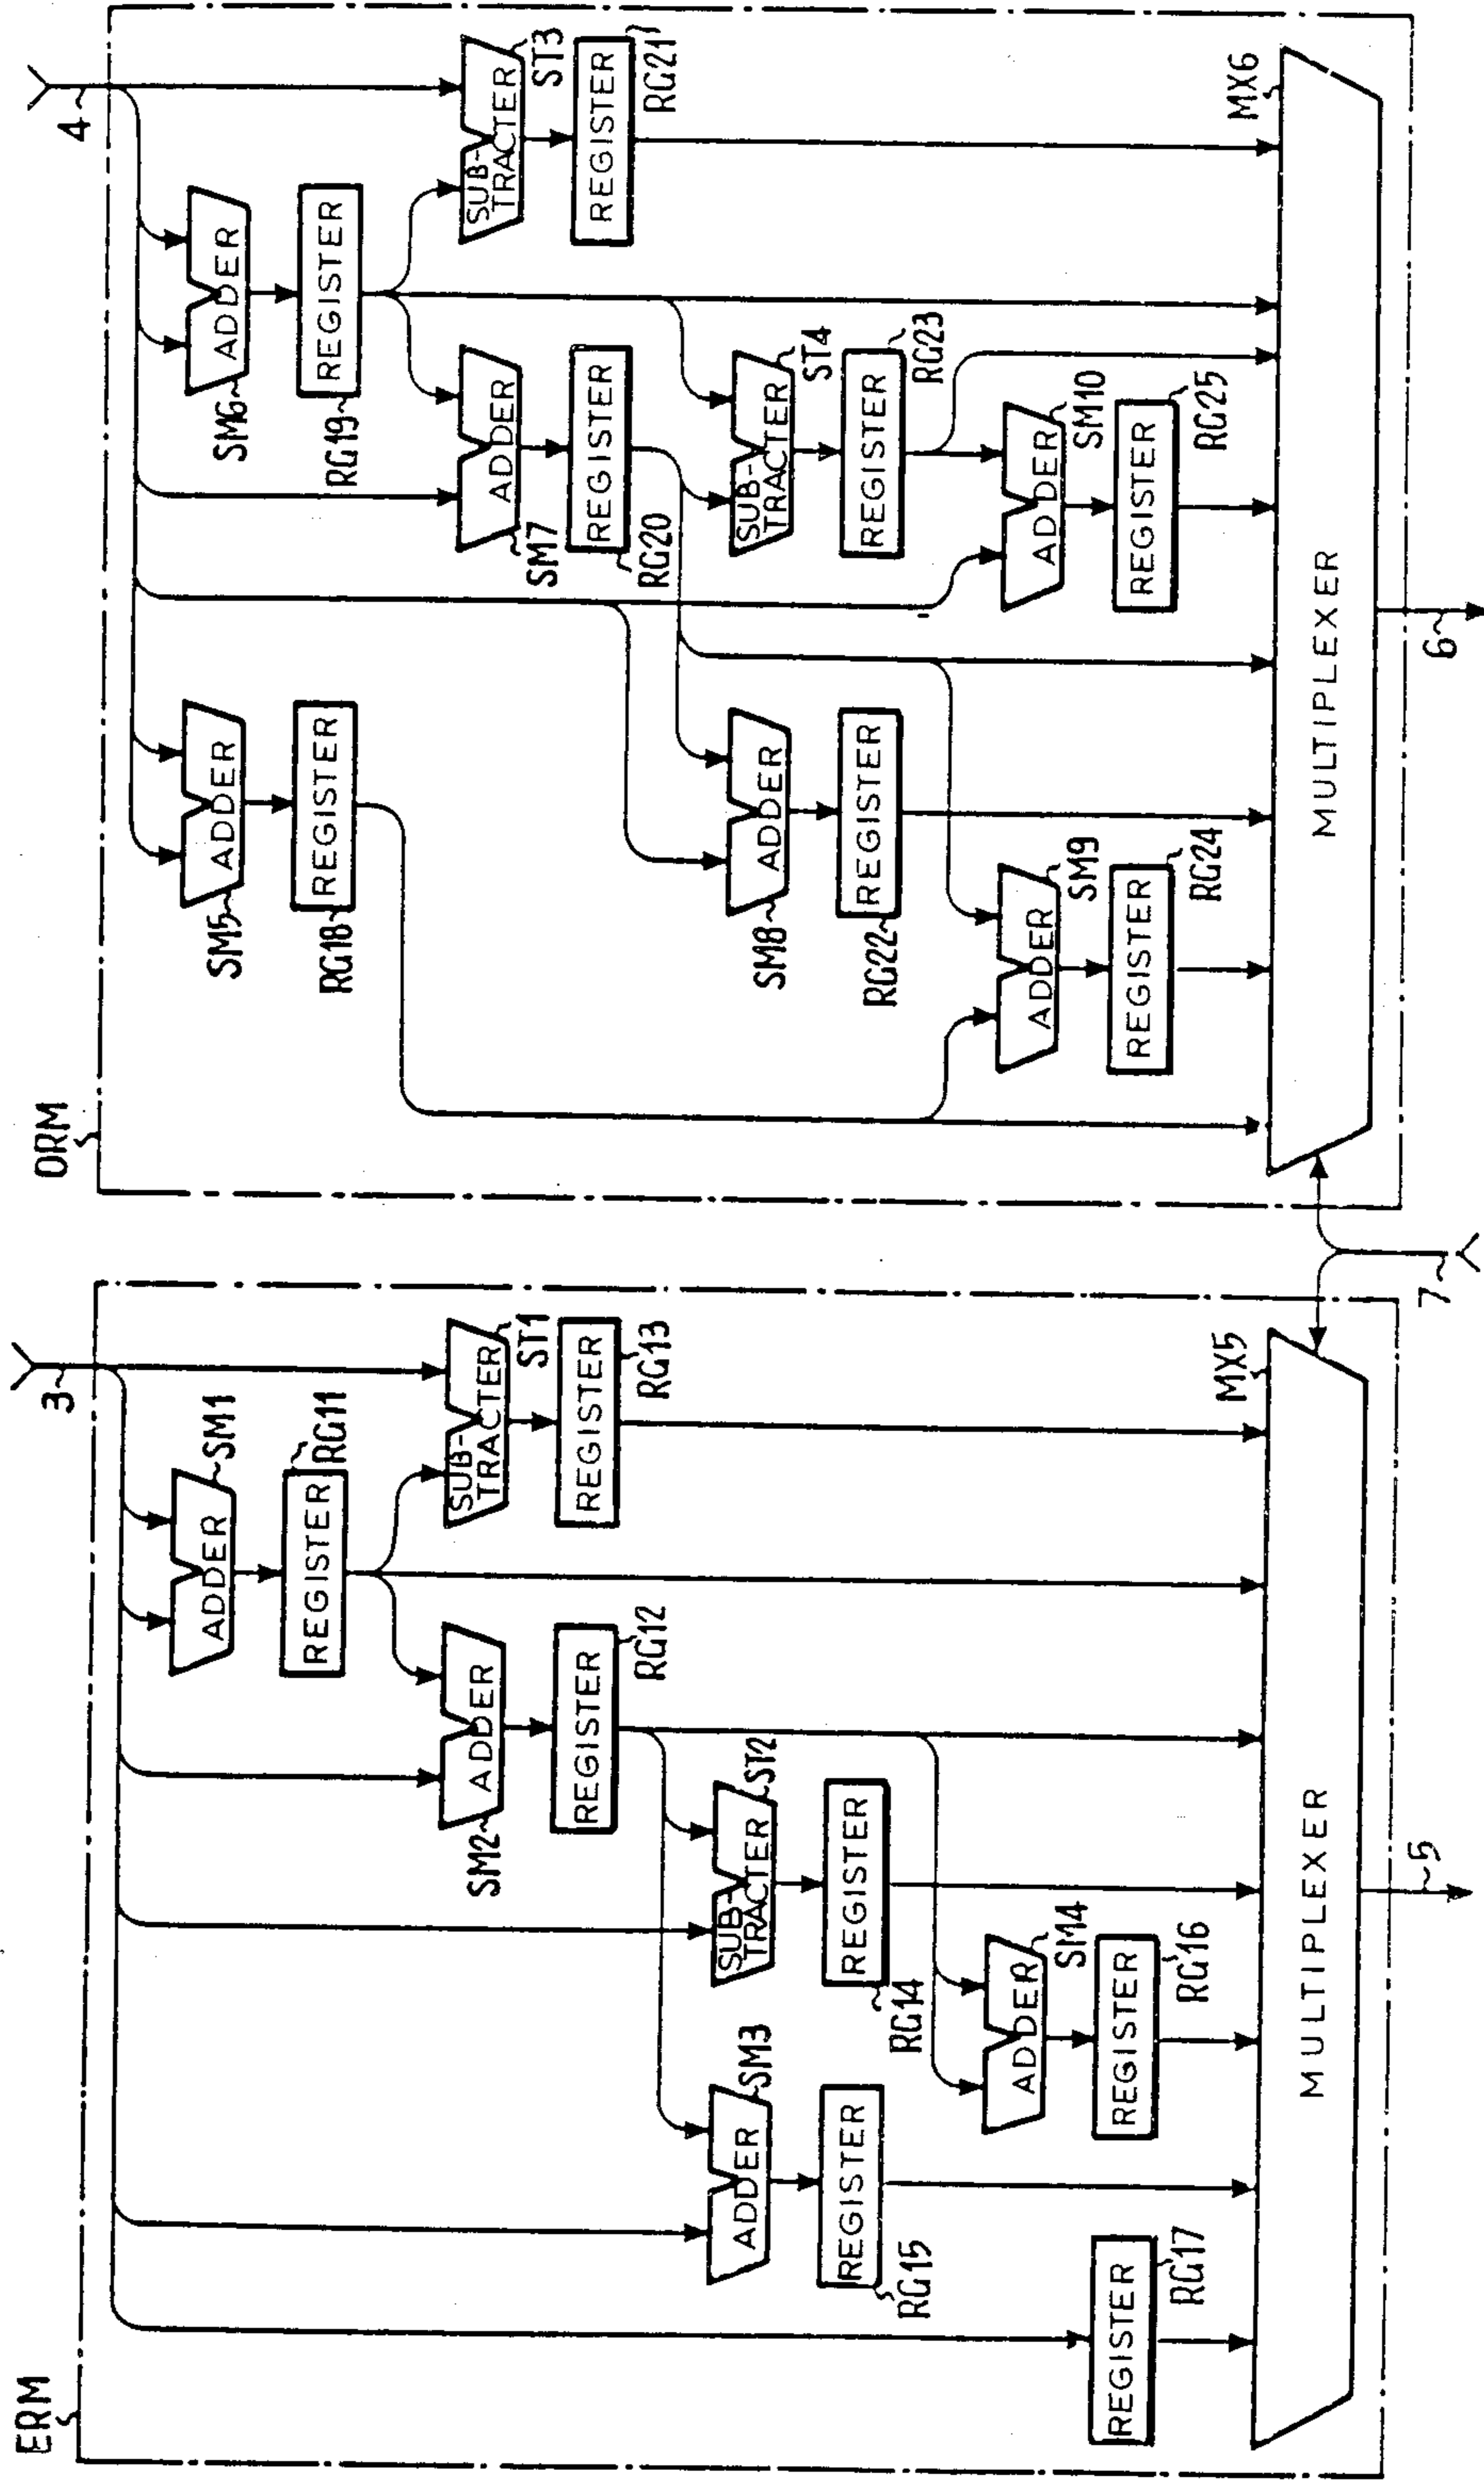 ERM
3
ADDER
SM1
REGISTER
RG11
ADDER
SM2
SUB-
TRACTER
ST1
REGISTER
RG12
REGISTER
RG13
ADDER
SM3
SUB-
TRACTER
ST2
REGISTER
RG15
REGISTER
RG14
ADDER
SM4
REGISTER
RG17
REGISTER
RG16
MX5
MULTIPLEXER
5
7
ORM
4
ADDER
SM5
ADDER
SM6
REGISTER
RG18
REGISTER
RG19
ADDER
SM7
SUB-
TRACTER
ST3
REGISTER
RG20
REGISTER
RG21
ADDER
SM8
SUB-
TRACTER
ST4
REGISTER
RG22
REGISTER
RG23
ADDER
SM9
ADDER
SM10
REGISTER
RG24
REGISTER
RG25
MX6
MULTIPLEXER
6